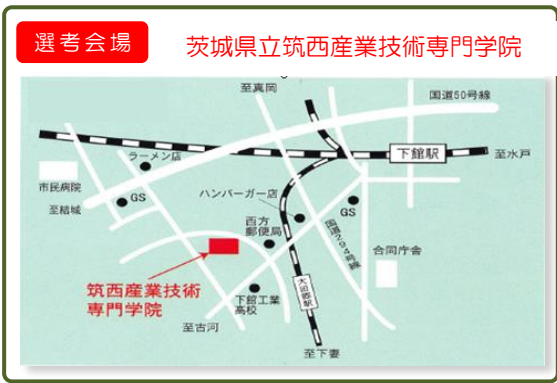 選考会場
茨城県立筑西産業技術専門学院
至真岡
国道50号線
ラーメン店
下館駅
至水戸
市民病院
ハンバーガー店
至結城
GS
GS
西方
郵便局
国道294号線
合同庁舎
筑西産業技術
専門学院
下館工業
高校
大田郷駅
至古河
至下妻